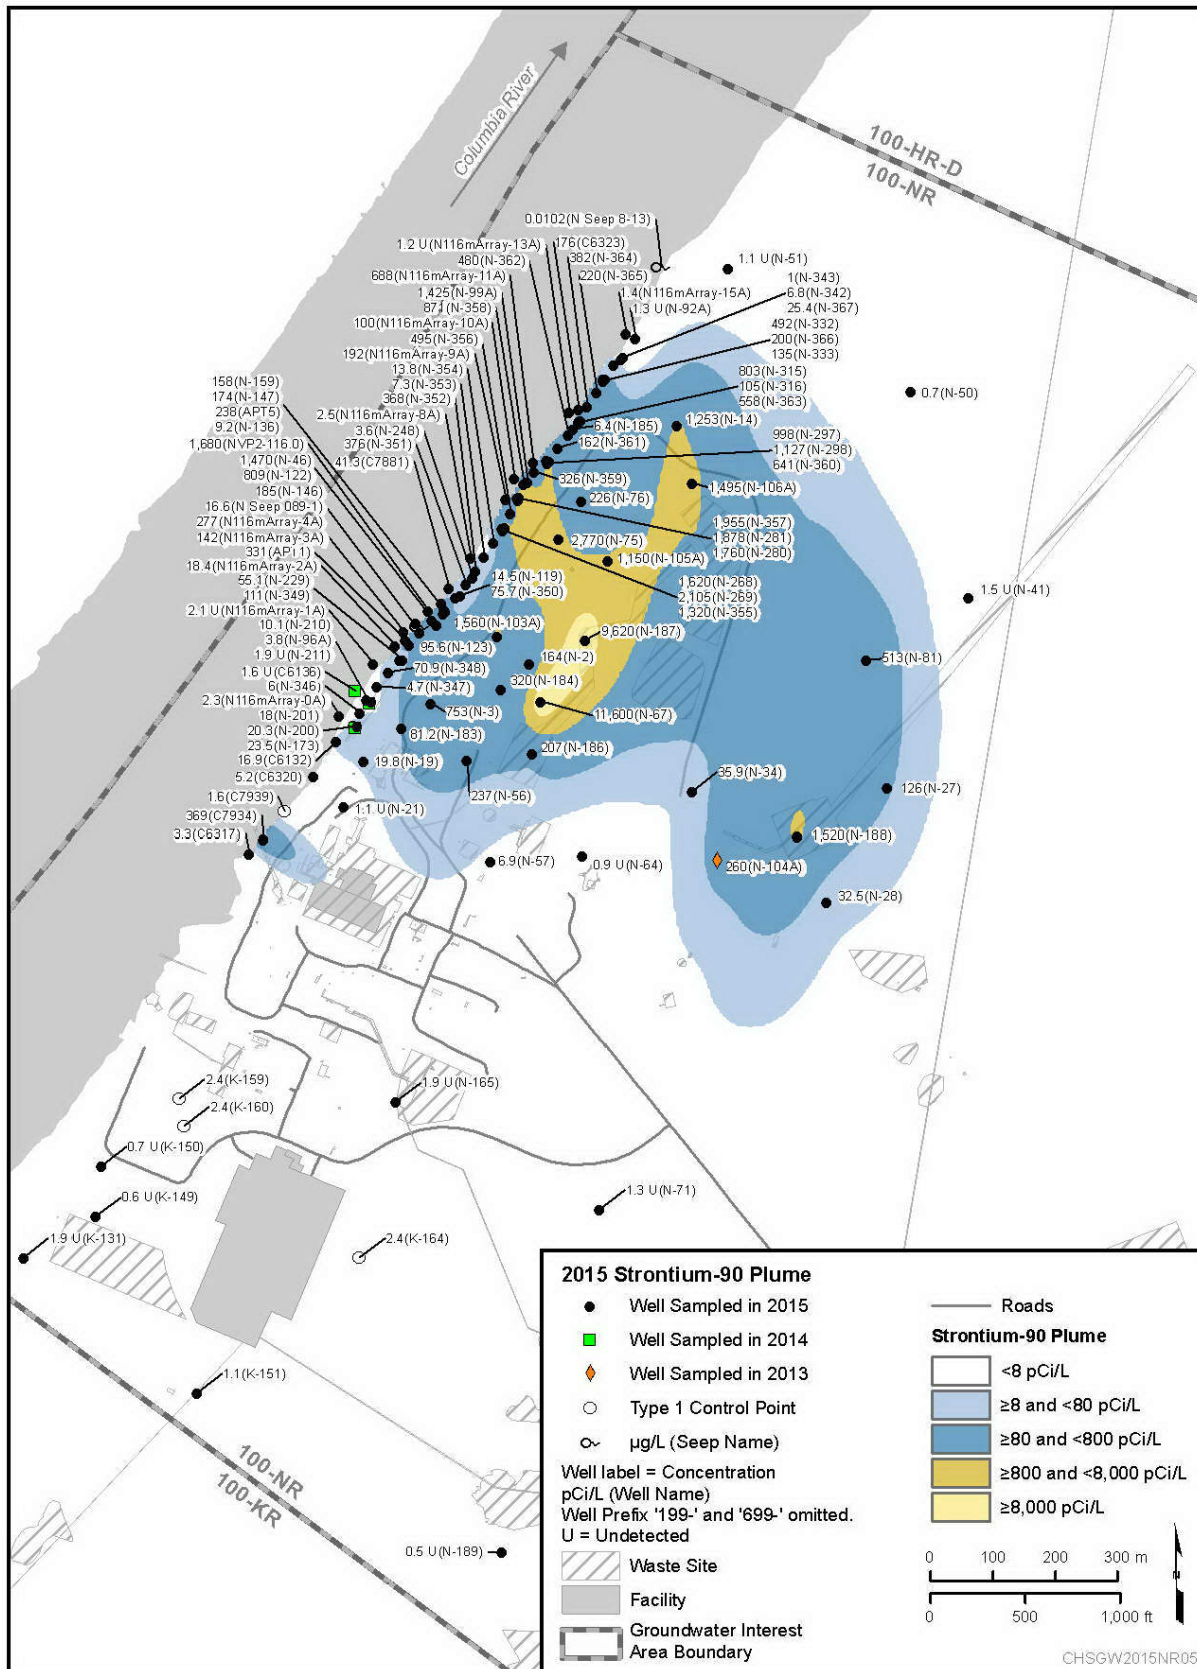 Columbia River
100-HR-D
100-NR
0.0102(N Seep 8-13)
1.2 U(N116mArray-13A)
176(C6323)
480(N-362)
382(N-364)
688(N116mArray-11A)
220(N-365)
1.1 U(N-51)
1,425(N-99A)
1.4(N116mArray-15A)
1(N-343)
871(N-358)
1.3 U(N-92A)
6.8(N-342)
100(N116mArray-10A)
25.4(N-367)
495(N-356)
492(N-332)
192(N116mArray-9A)
200(N-366)
13.8(N-354)
135(N-333)
7.3(N-353)
803(N-315)
368(N-352)
105(N-316)
2.5(N116mArray-8A)
558(N-363)
3.6(N-248)
376(N-351)
41.3(C7881)
158(N-159)
174(N-147)
238(APT5)
9.2(N-136)
1,680(NVP2-116.0)
1,470(N-46)
809(N-122)
185(N-146)
16.6(N Seep 089-1)
277(N116mArray-4A)
142(N116mArray-3A)
331(APT1)
18.4(N116mArray-2A)
55.1(N-229)
111(N-349)
2.1 U(N116mArray-1A)
10.1(N-210)
3.8(N-96A)
1.9 U(N-211)
1.6 U(C6136)
6(N-346)
2.3(N116mArray-0A)
18(N-201)
20.3(N-200)
23.5(N-173)
16.9(C6132)
5.2(C6320)
1.6(C7939)
369(C7934)
3.3(C6317)
0.7(N-50)
6.4(N-185)
1,253(N-14)
162(N-361)
998(N-297)
1,127(N-298)
641(N-360)
326(N-359)
1,495(N-106A)
226(N-76)
1,955(N-357)
1,878(N-281)
1,760(N-280)
2,770(N-75)
1,150(N-105A)
14.5(N-119)
75.7(N-350)
1,620(N-268)
2,105(N-269)
1,320(N-355)
1.5 U(N-41)
1,560(N-103A)
9,620(N-187)
95.6(N-123)
164(N-2)
513(N-81)
70.9(N-348)
320(N-184)
4.7(N-347)
753(N-3)
11,600(N-67)
81.2(N-183)
207(N-186)
19.8(N-19)
237(N-56)
35.9(N-34)
126(N-27)
1.1 U(N-21)
1,520(N-188)
6.9(N-57)
0.9 U(N-64)
260(N-104A)
32.5(N-28)
2.4(K-159)
1.9 U(N-165)
2.4(K-160)
0.7 U(K-150)
0.6 U(K-149)
1.3 U(N-71)
1.9 U(K-131)
2.4(K-164)
1.1(K-151)
100-NR
100-KR
0.5 U(N-189)
2015 Strontium-90 Plume
Well Sampled in 2015
Well Sampled in 2014
Well Sampled in 2013
Type 1 Control Point
µg/L (Seep Name)
Well label = Concentration
pCi/L (Well Name)
Well Prefix '199-' and '699-' omitted.
U = Undetected
Waste Site
Facility
Groundwater Interest
Area Boundary
Roads
Strontium-90 Plume
<8 pCi/L
≥8 and <80 pCi/L
≥80 and <800 pCi/L
≥800 and <8,000 pCi/L
≥8,000 pCi/L
0 100 200 300 m
0 500 1,000 ft
CHSGW2015NR05